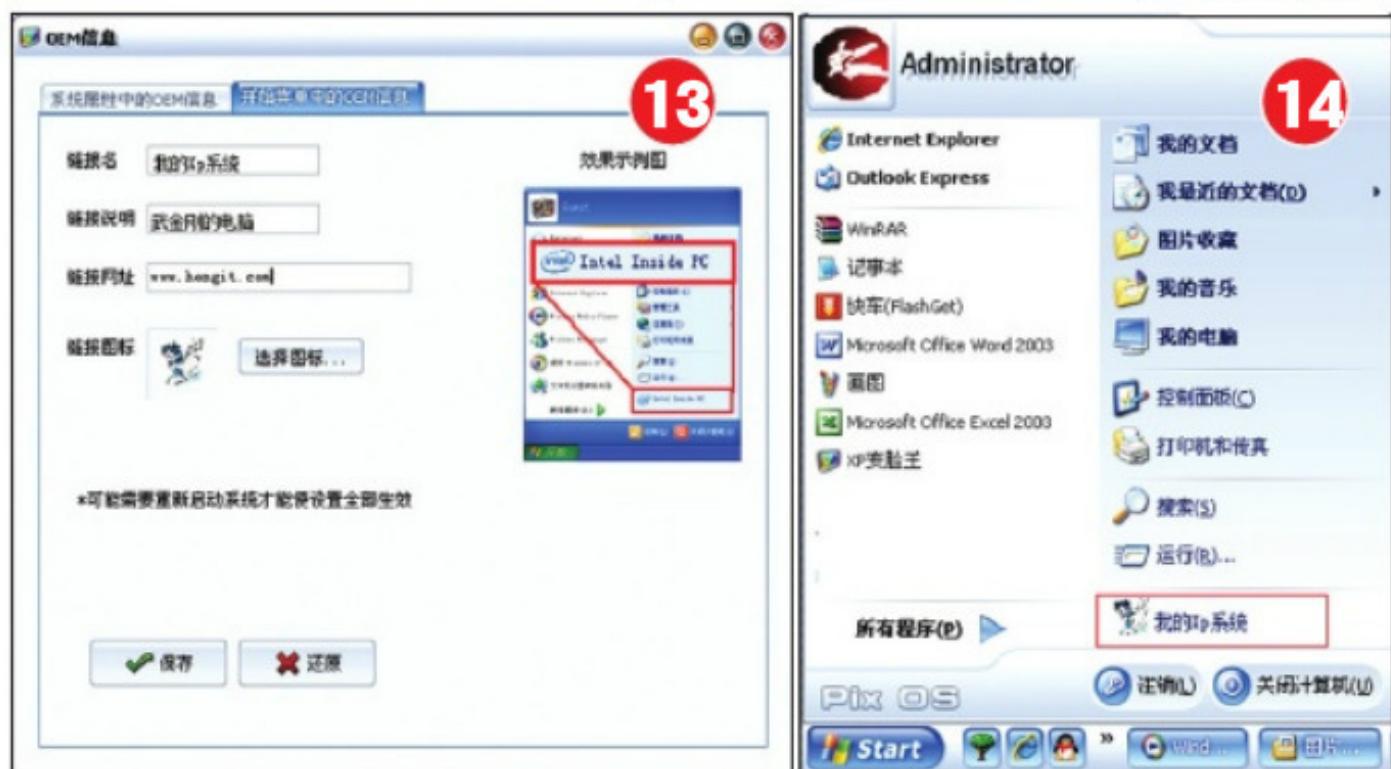 OEM信息
13
系统属性中的OEM信息
开始菜单中的OEM信息
链接名
我的Xp系统
效果示例图
链接说明
武金刚的电脑
链接网址
www.hongit.com
Intel Inside PC
链接图标
选择图标...
*可能需要重新启动系统才能使设置全部生效
保存
还原
14
Administrator
Internet Explorer
Outlook Express
WinRAR
记事本
快车(FlashGet)
Microsoft Office Word 2003
画图
Microsoft Office Excel 2003
XP变脸王
所有程序(P)
我的文档
我最近的文档(D)
图片收藏
我的音乐
我的电脑
控制面板(C)
打印机和传真
搜索(S)
运行(R)...
我的Xp系统
注销(L)
关闭计算机(U)
Pix OS
Start
»
Wind...
图片...